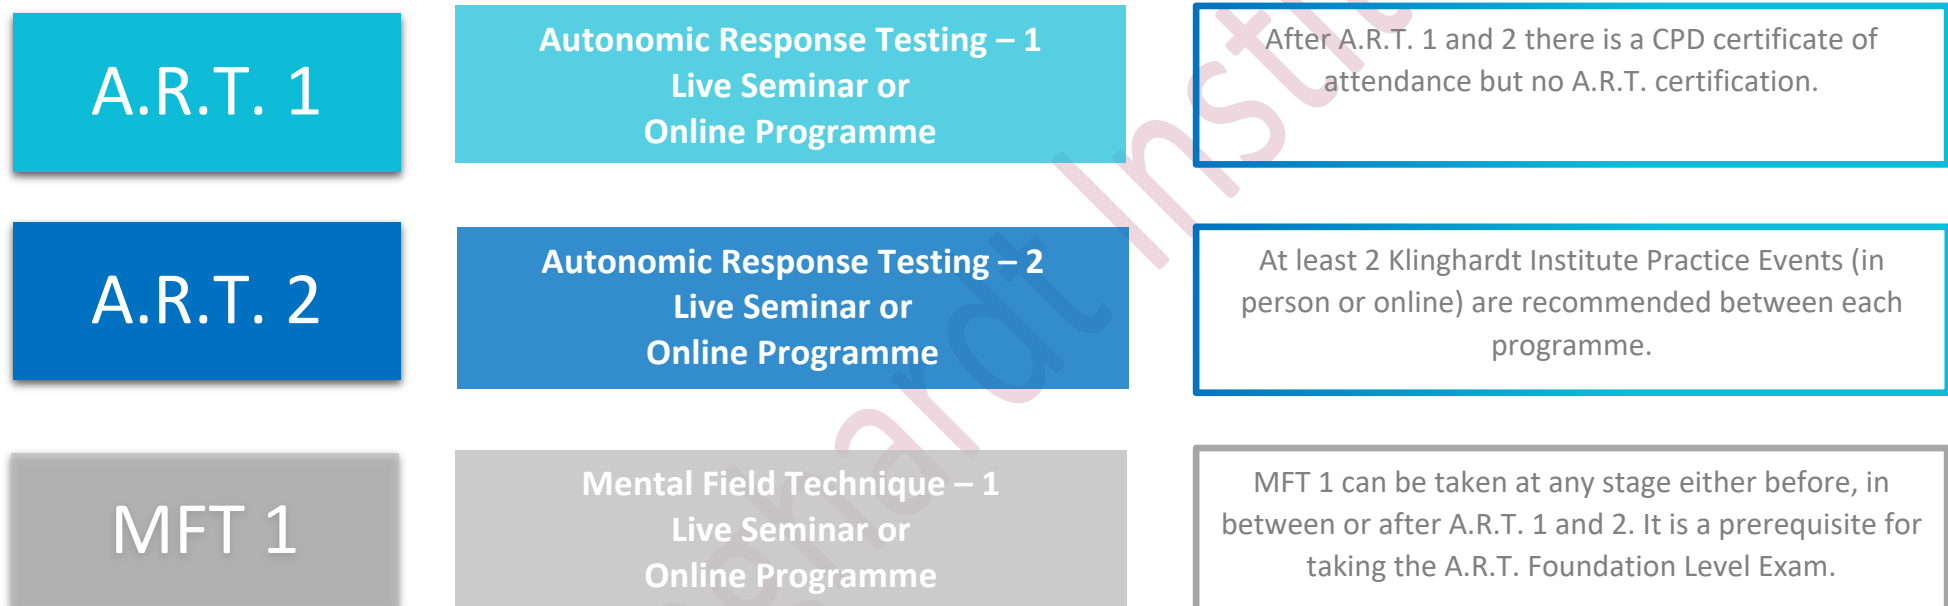 A.R.T. 1
Autonomic Response Testing – 1
Live Seminar or
Online Programme
After A.R.T. 1 and 2 there is a CPD certificate of
attendance but no A.R.T. certification.
A.R.T. 2
Autonomic Response Testing – 2
Live Seminar or
Online Programme
At least 2 Klinghardt Institute Practice Events (in
person or online) are recommended between each
programme.
MFT 1
Mental Field Technique – 1
Live Seminar or
Online Programme
MFT 1 can be taken at any stage either before, in
between or after A.R.T. 1 and 2. It is a prerequisite for
taking the A.R.T. Foundation Level Exam.